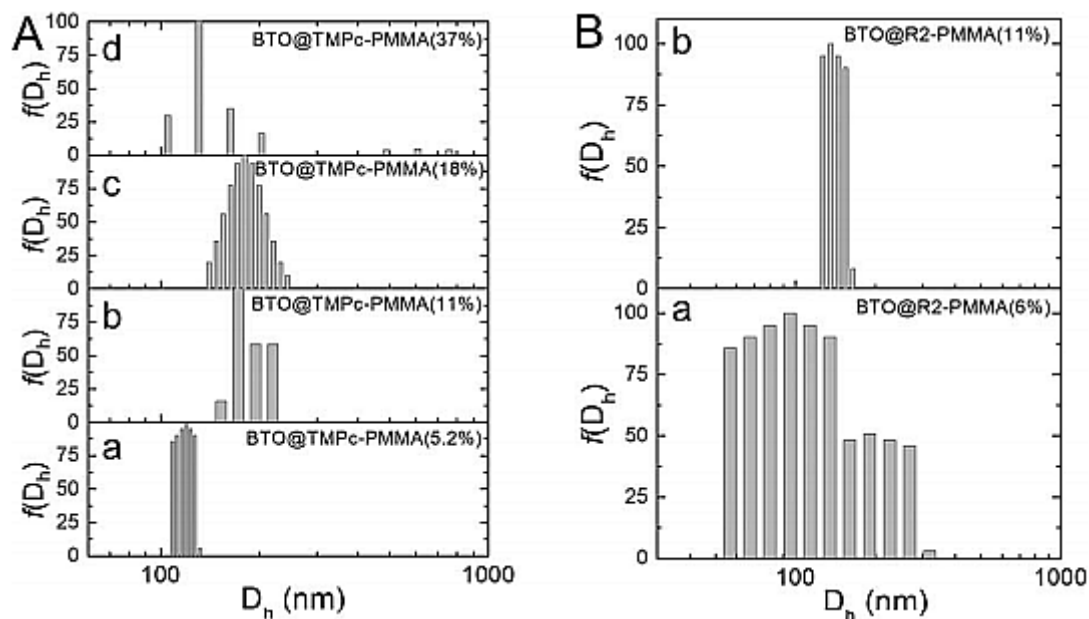 A
d
BTO@TMPc-PMMA(37%)
100
75
50
25
0
f(Dh)
c
BTO@TMPc-PMMA(18%)
75
50
25
0
f(Dh)
b
BTO@TMPc-PMMA(11%)
75
50
25
0
f(Dh)
a
BTO@TMPc-PMMA(5.2%)
75
50
25
0
f(Dh)
100 1000
Dh (nm)
B
b
BTO@R2-PMMA(11%)
100
75
50
25
0
f(Dh)
a
BTO@R2-PMMA(6%)
100
75
50
25
0
f(Dh)
100 1000
Dh (nm)